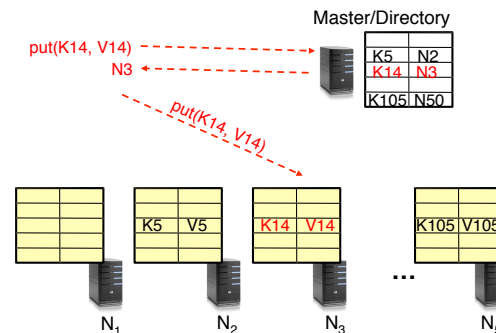 Master/Directory
put(K14, V14)
N3
K5 N2
K14 N3
K105 N50
put(K14, V14)
K5 V5
K14 V14
K105 V105
...
N1
N2
N3